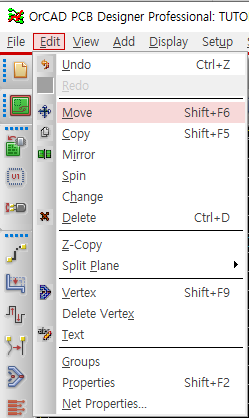 OrCAD PCB Designer Professional: TUTO
File Edit View Add Display Setup
Undo Ctrl+Z
Redo
Move Shift+F6
Copy Shift+F5
Mirror
Spin
Change
Delete Ctrl+D
Z-Copy
Split Plane
Vertex Shift+F9
Delete Vertex
Text
Groups
Properties Shift+F2
Net Properties...
U1